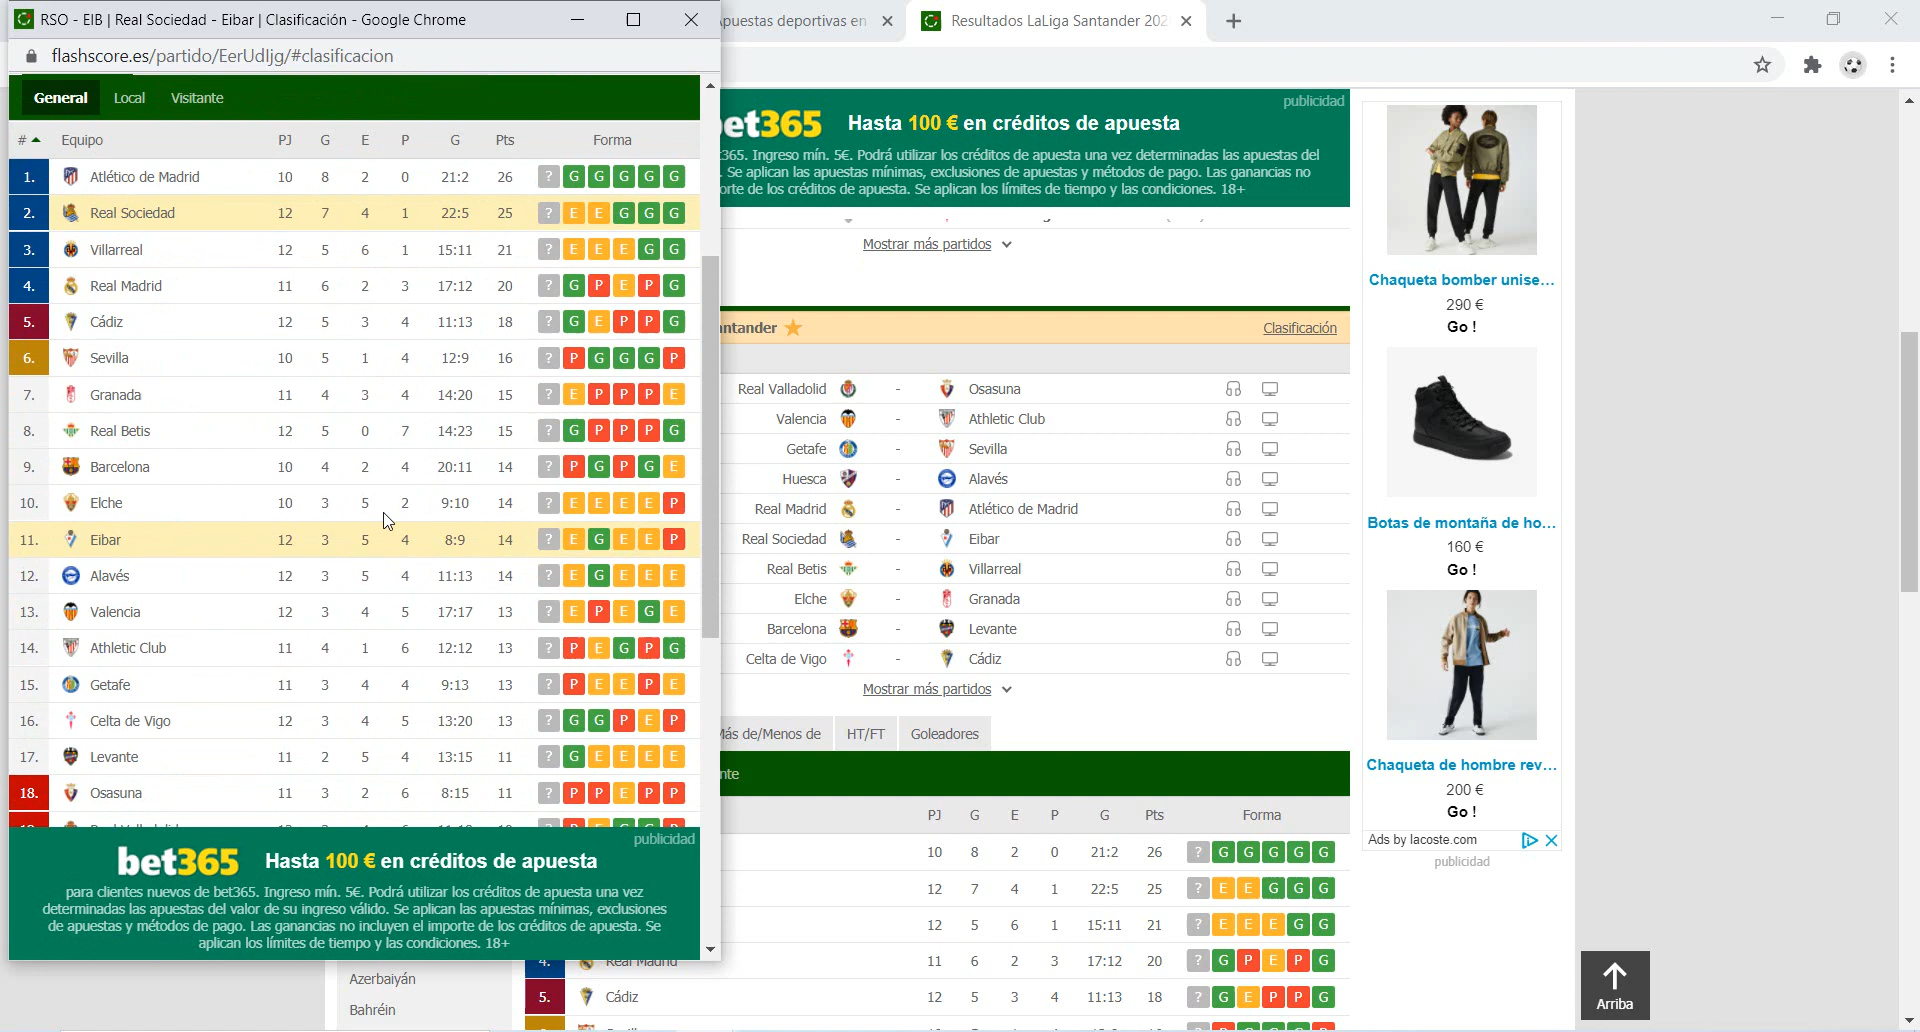 RSO - EIB | Real Sociedad - Eibar | Clasificación - Google Chrome
flashscore.es/partido/EerUdljg/#clasificacion
General Local Visitante
# Equipo PJ G E P G Pts Forma
1. Atlético de Madrid 10 8 2 0 21:2 26 ? G G G G G
2. Real Sociedad 12 7 4 1 22:5 25 ? E E G G G
3. Villarreal 12 5 6 1 15:11 21 ? E E E G G
4. Real Madrid 11 6 2 3 17:12 20 ? G P E P G
5. Cádiz 12 5 3 4 11:13 18 ? G E P P G
6. Sevilla 10 5 1 4 12:9 16 ? P G G G P
7. Granada 11 4 3 4 14:20 15 ? E P P P E
8. Real Betis 12 5 0 7 14:23 15 ? G P P P G
9. Barcelona 10 4 2 4 20:11 14 ? P G P G E
10. Elche 10 3 5 2 9:10 14 ? E E E E P
11. Eibar 12 3 5 4 8:9 14 ? E G E E P
12. Alavés 12 3 5 4 11:13 14 ? E G E E E
13. Valencia 12 3 4 5 17:17 13 ? E P E G E
14. Athletic Club 11 4 1 6 12:12 13 ? P E G P G
15. Getafe 11 3 4 4 9:13 13 ? P E E P E
16. Celta de Vigo 12 3 4 5 13:20 13 ? G G P E P
17. Levante 11 2 5 4 13:15 11 ? G E E E E
18. Osasuna 11 3 2 6 8:15 11 ? P P E P P
publicidad
bet365 Hasta 100 € en créditos de apuesta
para clientes nuevos de bet365. Ingreso mín. 5€. Podrá utilizar los créditos de apuesta una vez
determinadas las apuestas del valor de su ingreso válido. Se aplican las apuestas mínimas, exclusiones
de apuestas y métodos de pago. Las ganancias no incluyen el importe de los créditos de apuesta. Se
aplican los límites de tiempo y las condiciones. 18+
Azerbaiyán
Bahréin
puestas deportivas en
Resultados LaLiga Santander 202
publicidad
et365 Hasta 100 € en créditos de apuesta
365. Ingreso mín. 5€. Podrá utilizar los créditos de apuesta una vez determinadas las apuestas del
. Se aplican las apuestas mínimas, exclusiones de apuestas y métodos de pago. Las ganancias no
orte de los créditos de apuesta. Se aplican los límites de tiempo y las condiciones. 18+
Mostrar más partidos
ntander Clasificación
Real Valladolid - Osasuna
Valencia - Athletic Club
Getafe - Sevilla
Huesca - Alavés
Real Madrid - Atlético de Madrid
Real Sociedad - Eibar
Real Betis - Villarreal
Elche - Granada
Barcelona - Levante
Celta de Vigo - Cádiz
Mostrar más partidos
Más de/Menos de HT/FT Goleadores
nte
PJ G E P G Pts Forma
10 8 2 0 21:2 26 ? G G G G G
12 7 4 1 22:5 25 ? E E G G G
12 5 6 1 15:11 21 ? E E E G G
4. Real Madrid 11 6 2 3 17:12 20 ? G P E P G
5. Cádiz 12 5 3 4 11:13 18 ? G E P P G
Chaqueta bomber unise...
290 €
Go !
Botas de montaña de ho...
160 €
Go !
Chaqueta de hombre rev...
200 €
Go !
Ads by lacoste.com
publicidad
Arriba